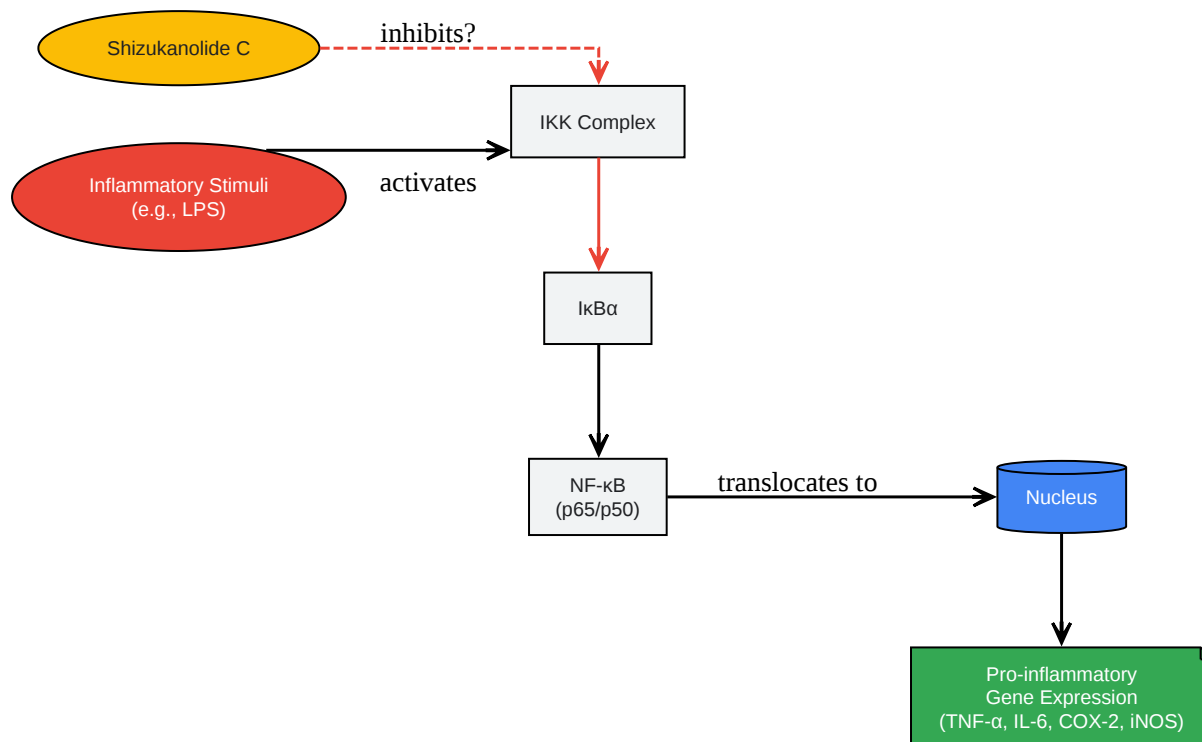 Shizukanolide C
inhibits?
IKK Complex
Inflammatory Stimuli
(e.g., LPS)
activates
IκBα
NF-κB
(p65/p50)
translocates to
Nucleus
Pro-inflammatory
Gene Expression
(TNF-α, IL-6, COX-2, iNOS)